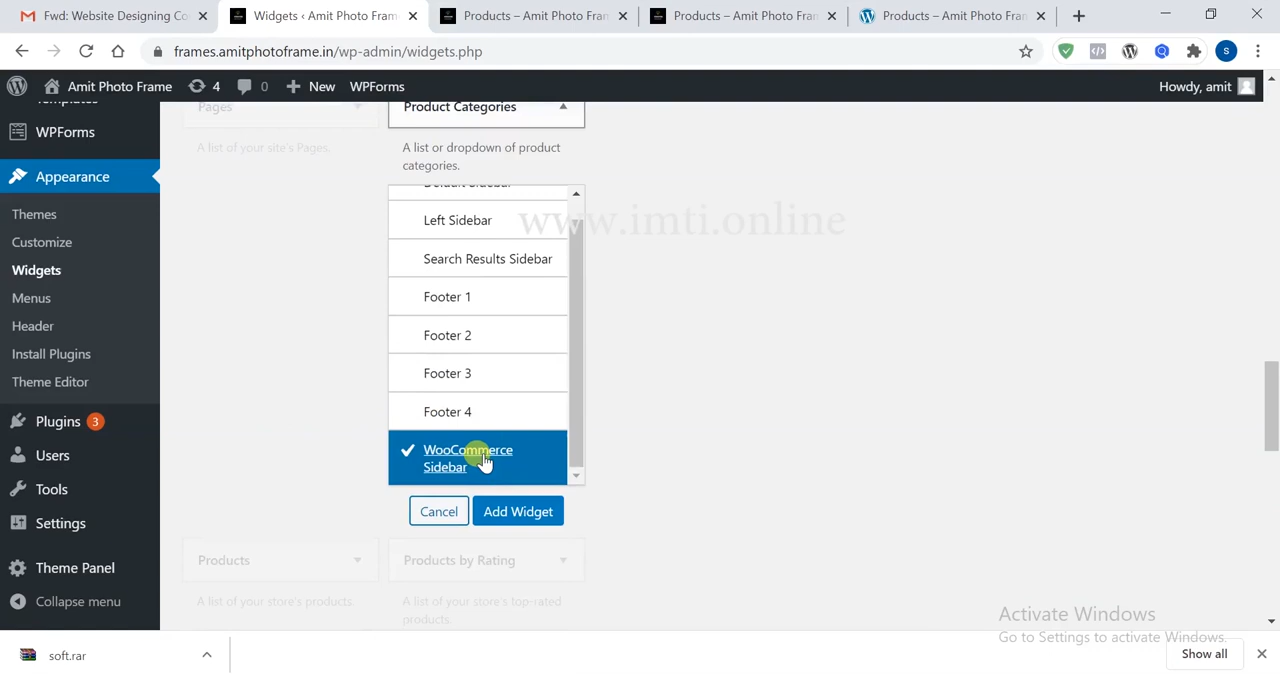 Fwd: Website Designing Co
Widgets ‹ Amit Photo Frame
Products – Amit Photo Fram
Products – Amit Photo Fram
Products – Amit Photo Fran
frames.amitphotoframe.in/wp-admin/widgets.php
S
Amit Photo Frame
4
0
New
WPForms
Howdy, amit
Templates
WPForms
Appearance
Themes
Customize
Widgets
Menus
Header
Install Plugins
Theme Editor
Plugins 3
Users
Tools
Settings
Theme Panel
Collapse menu
Pages
A list of your site's Pages.
Product Categories
A list or dropdown of product
categories.
Default Sidebar
Left Sidebar
Search Results Sidebar
Footer 1
Footer 2
Footer 3
Footer 4
WooCommerce
Sidebar
Cancel
Add Widget
Products
A list of your store's products.
Products by Rating
A list of your store's top-rated
products.
www.imti.online
Activate Windows
Go to Settings to activate Windows.
soft.rar
Show all